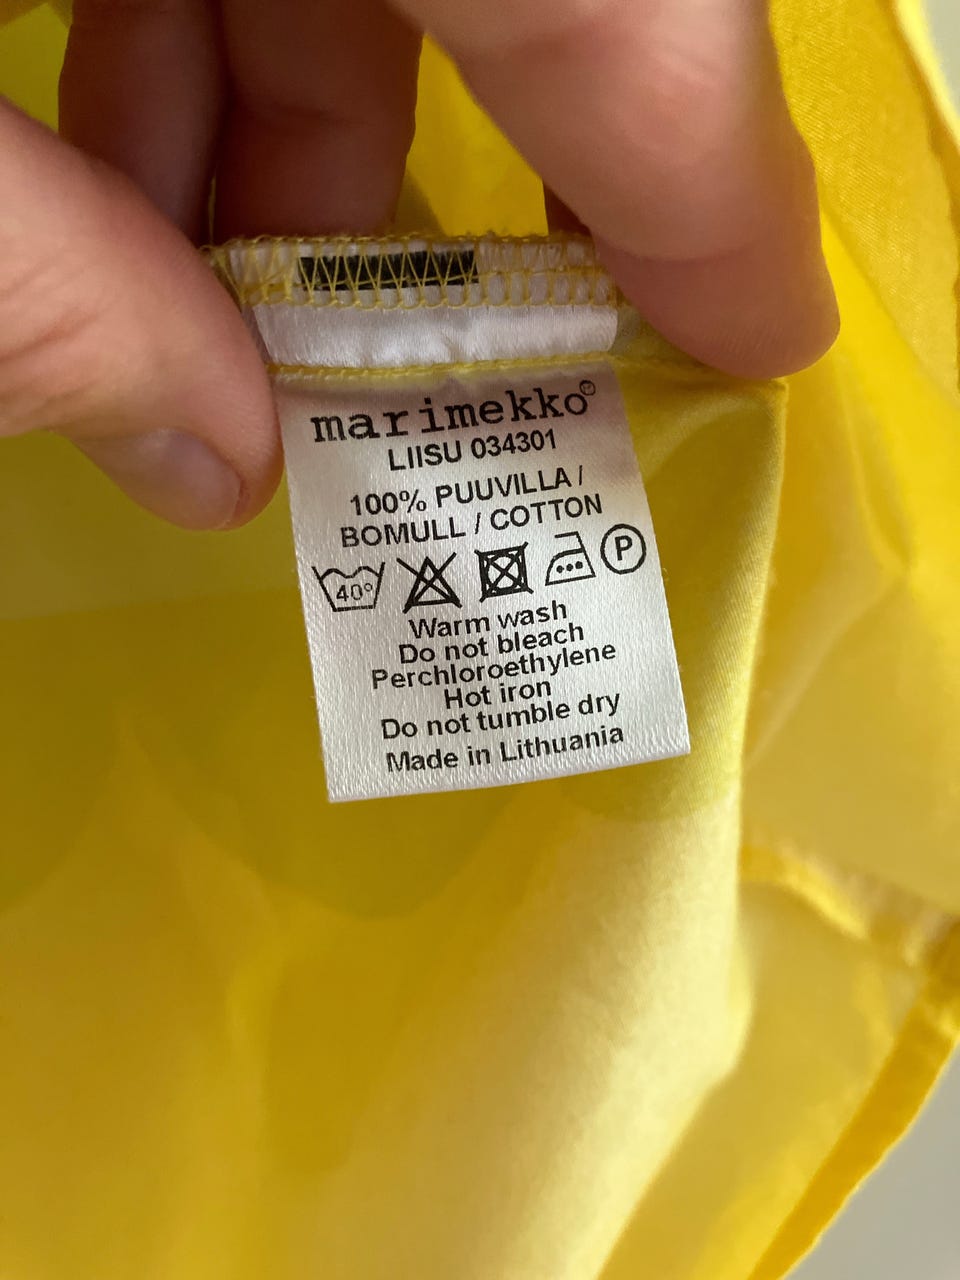 marimekko®
LIISU 034301
100% PUUVILLA /
BOMULL / COTTON
40° P
Warm wash
Do not bleach
Perchloroethylene
Hot iron
Do not tumble dry
Made in Lithuania